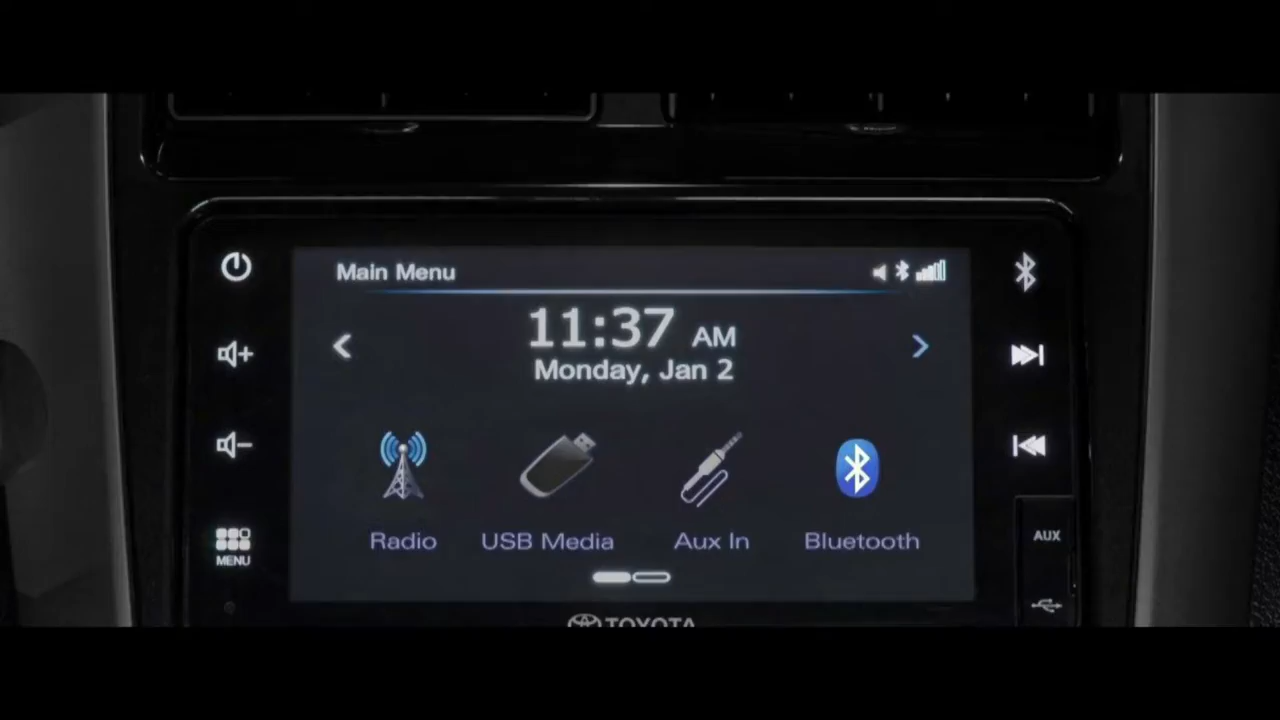 Main Menu
11:37 AM
Monday, Jan 2
Radio
USB Media
Aux In
Bluetooth
MENU
AUX
TOYOTA